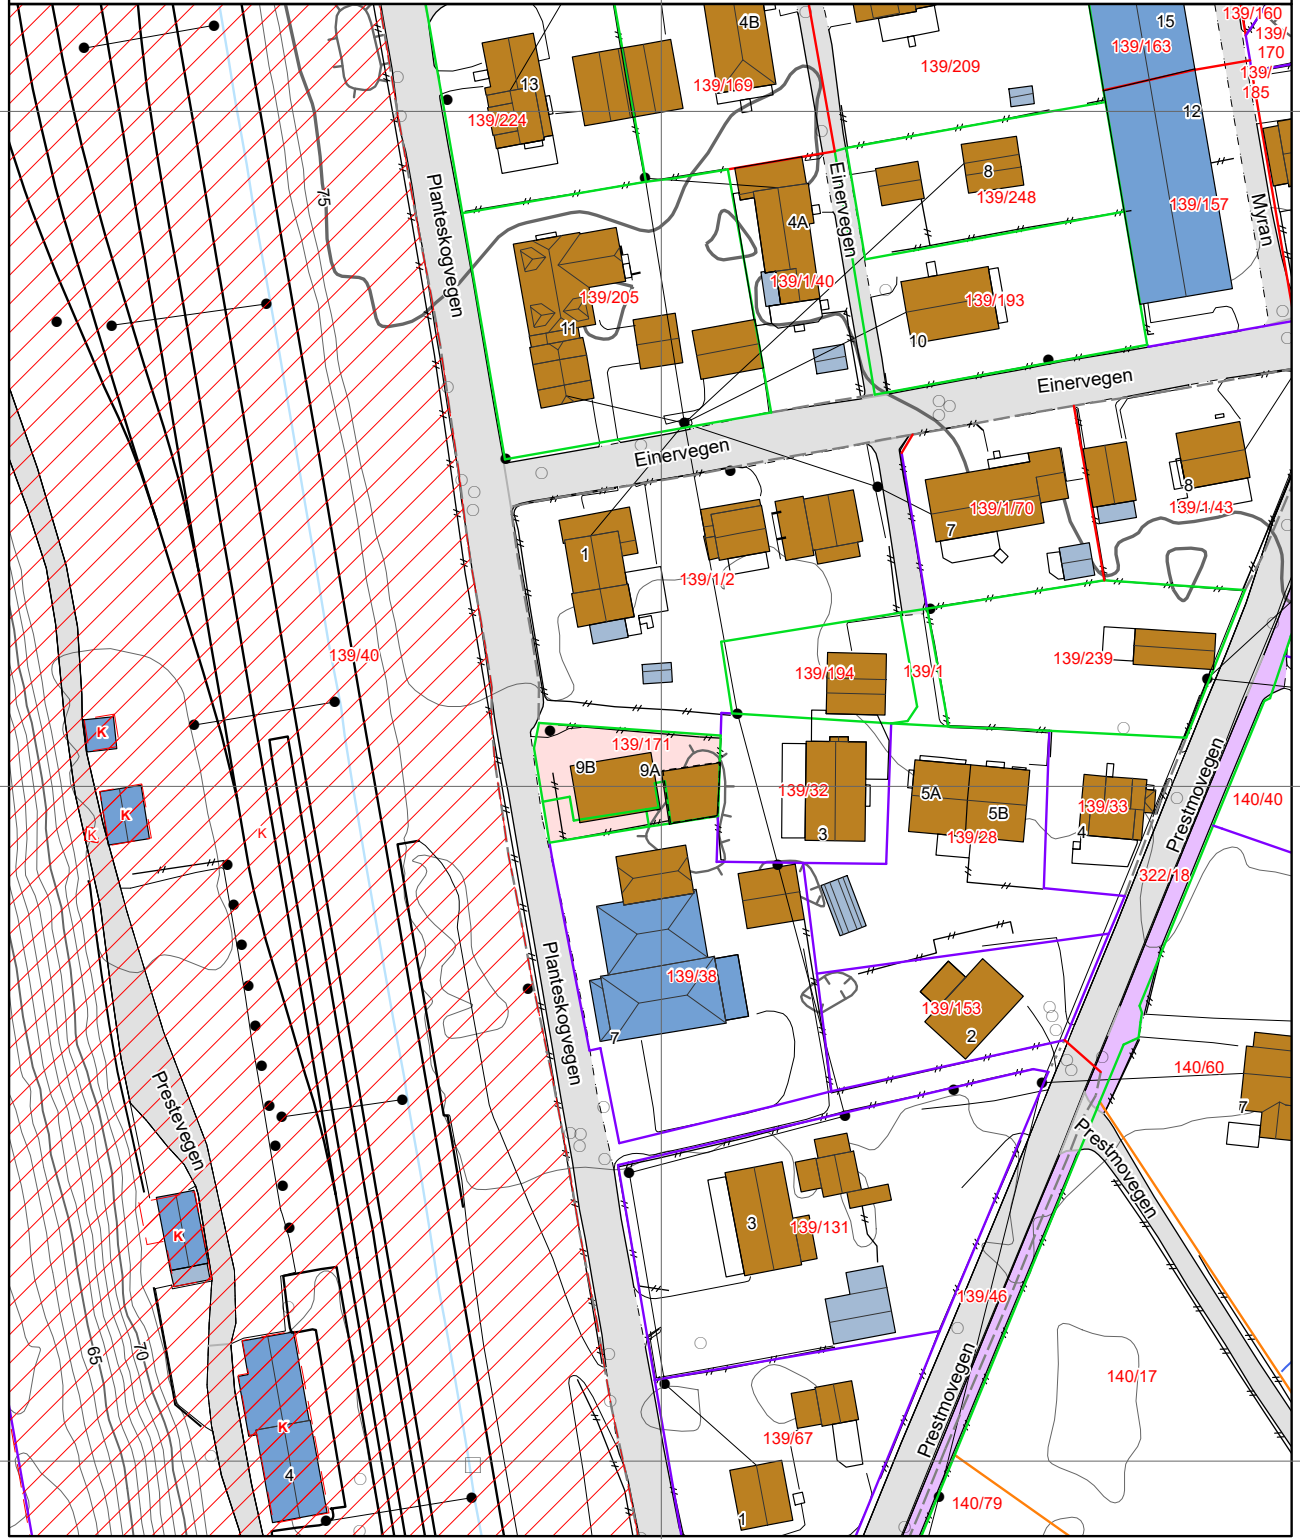 4B
15
139/160
139/163
139/
170
139/209
139/
185
13
139/169
12
139/224
8
75
Planteskogvegen
Einervegen
139/248
139/157
Myran
4A
139/1/40
139/205
139/193
11
10
Einervegen
Einervegen
8
139/1/70
139/1/43
7
1
139/1/2
139/40
139/194
139/1
139/239
K
139/171
9B
9A
139/32
5A
5B
139/33
140/40
K
K
K
3
139/28
4
Prestmovegen
322/18
Planteskogvegen
139/38
139/153
7
2
Prestevegen
140/60
7
Prestmovegen
3
139/131
K
139/46
65
70
Prestmovegen
140/17
K
139/67
4
1
140/79